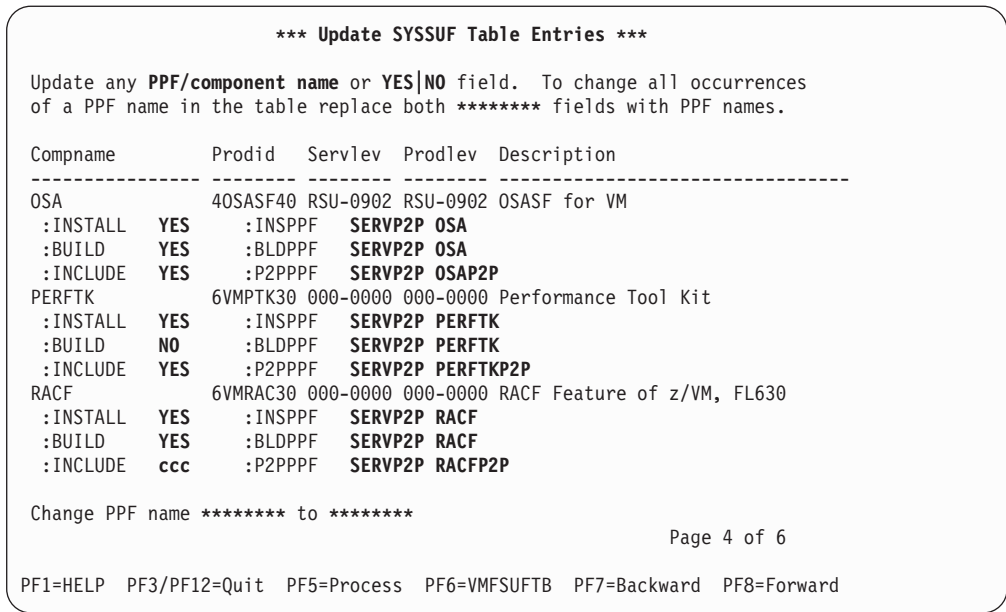 *** Update SYSSUF Table Entries ***
Update any PPF/component name or YES|NO field. To change all occurrences
of a PPF name in the table replace both ******** fields with PPF names.
Compname Prodid Servlev Prodlev Description
---------------- -------- -------- -------- ---------------------------------
OSA 4OSASF40 RSU-0902 RSU-0902 OSASF for VM
:INSTALL YES :INSPPF SERVP2P OSA
:BUILD YES :BLDPPF SERVP2P OSA
:INCLUDE YES :P2PPPF SERVP2P OSAP2P
PERFTK 6VMPTK30 000-0000 000-0000 Performance Tool Kit
:INSTALL YES :INSPPF SERVP2P PERFTK
:BUILD NO :BLDPPF SERVP2P PERFTK
:INCLUDE YES :P2PPPF SERVP2P PERFTKP2P
RACF 6VMRAC30 000-0000 000-0000 RACF Feature of z/VM, FL630
:INSTALL YES :INSPPF SERVP2P RACF
:BUILD YES :BLDPPF SERVP2P RACF
:INCLUDE ccc :P2PPPF SERVP2P RACFP2P
Change PPF name ******** to ********
Page 4 of 6
PF1=HELP PF3/PF12=Quit PF5=Process PF6=VMFSUFTB PF7=Backward PF8=Forward